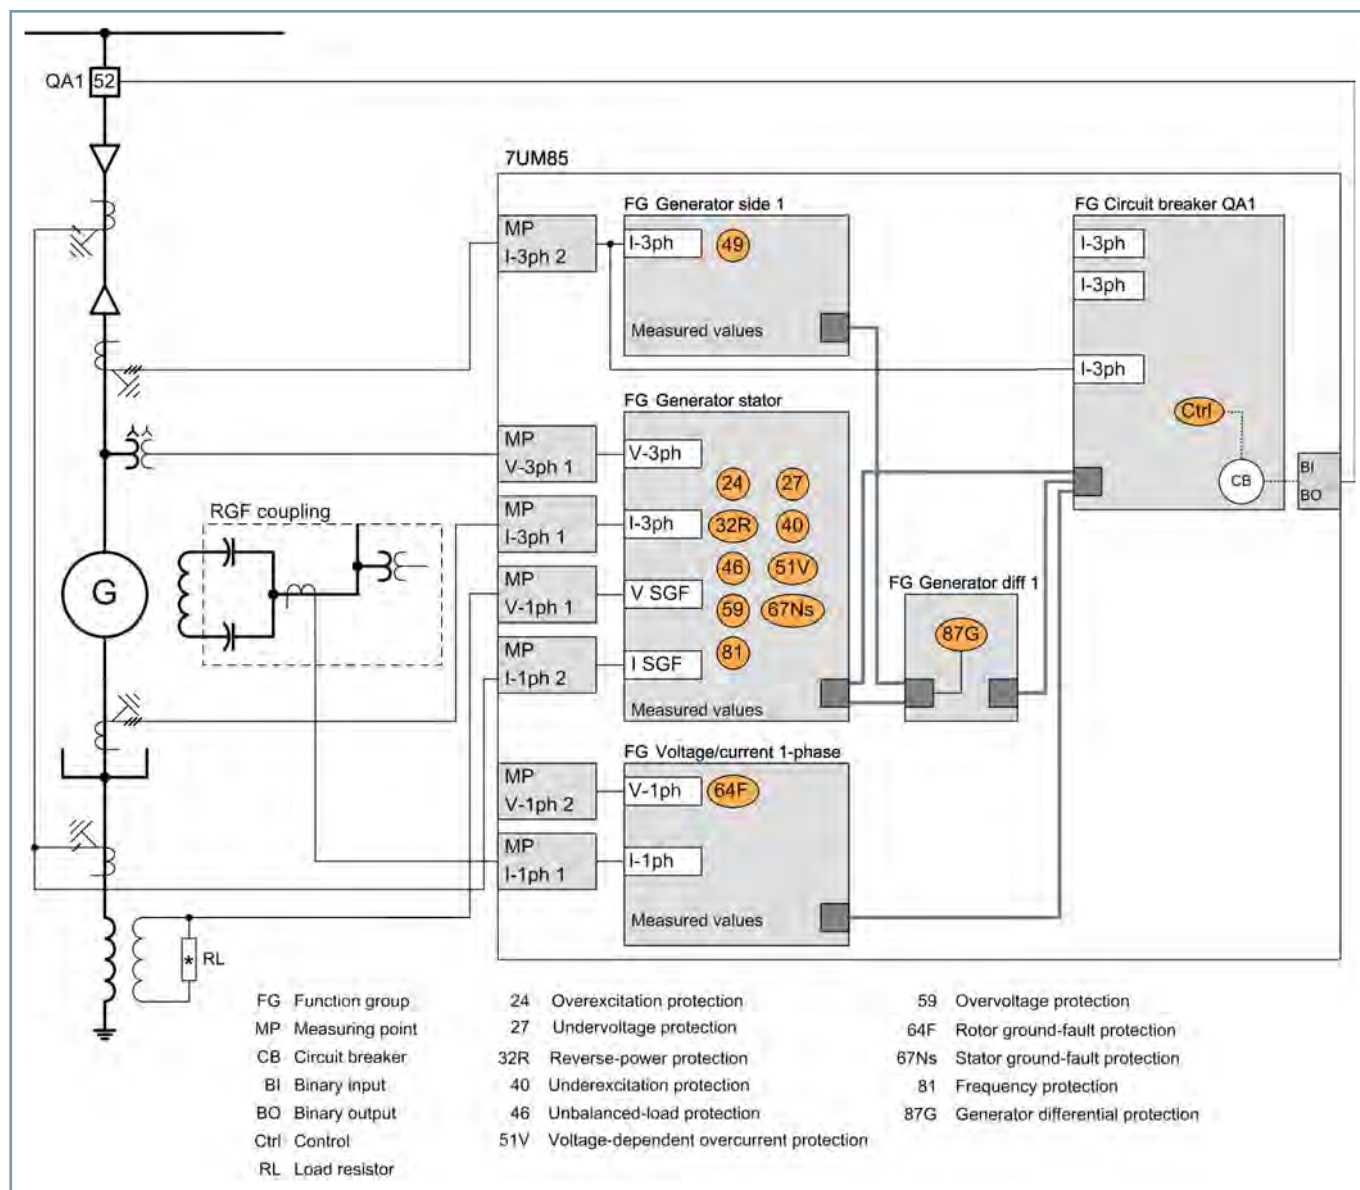 QA1 52
7UM85
MP
I-3ph 2
FG Generator side 1
I-3ph
49
Measured values
FG Circuit breaker QA1
I-3ph
I-3ph
I-3ph
Ctrl
CB
BI
BO
FG Generator stator
MP
V-3ph 1
V-3ph
MP
I-3ph 1
I-3ph
MP
V-1ph 1
V SGF
MP
I-1ph 2
I SGF
24 27
32R 40
46 51V
59 67Ns
81
Measured values
RGF coupling
G
FG Generator diff 1
87G
FG Voltage/current 1-phase
MP
V-1ph 2
V-1ph
64F
MP
I-1ph 1
I-1ph
Measured values
* RL
FG Function group
MP Measuring point
CB Circuit breaker
BI Binary input
BO Binary output
Ctrl Control
RL Load resistor
24 Overexcitation protection
27 Undervoltage protection
32R Reverse-power protection
40 Underexcitation protection
46 Unbalanced-load protection
51V Voltage-dependent overcurrent protection
59 Overvoltage protection
64F Rotor ground-fault protection
67Ns Stator ground-fault protection
81 Frequency protection
87G Generator differential protection